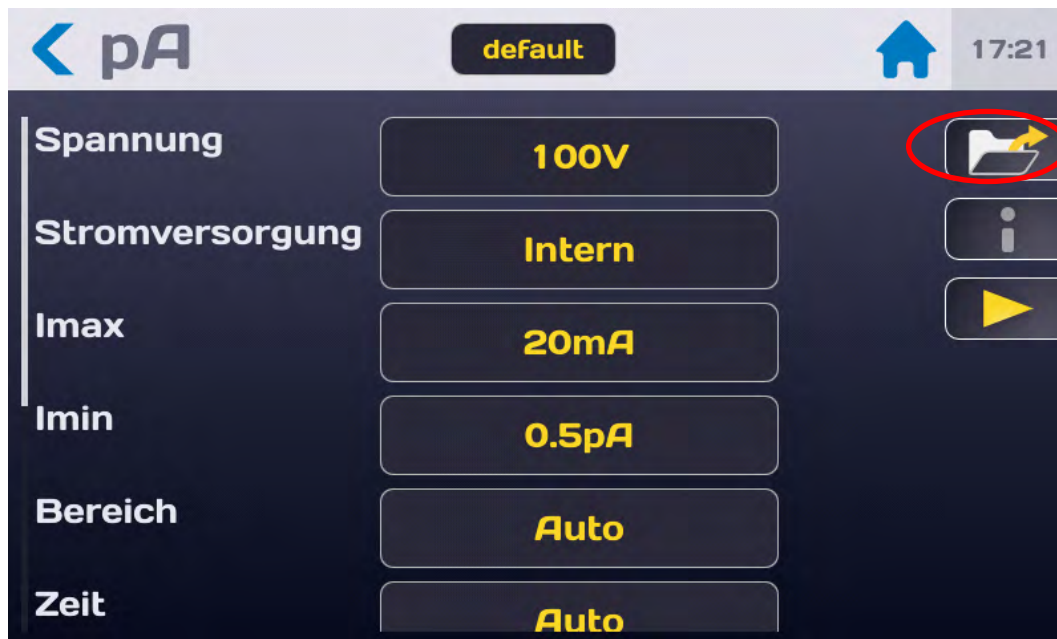 pA
default
17:21
Spannung
100V
Stromversorgung
Intern
Imax
20mA
Imin
0.5pA
Bereich
Auto
Zeit
Auto